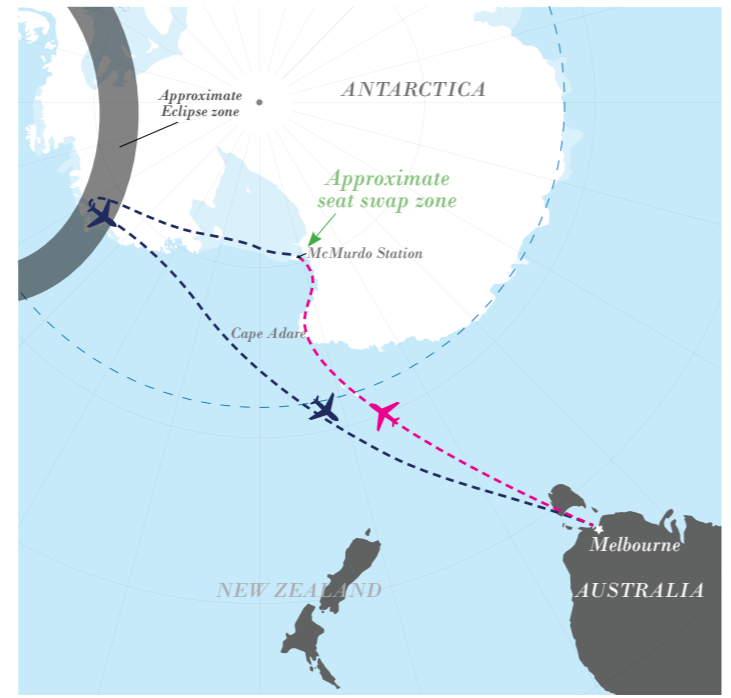 ANTARCTICA
Approximate
Eclipse zone
Approximate
seat swap zone
McMurdo Station
Cape Adare
Melbourne
NEW ZEALAND
AUSTRALIA